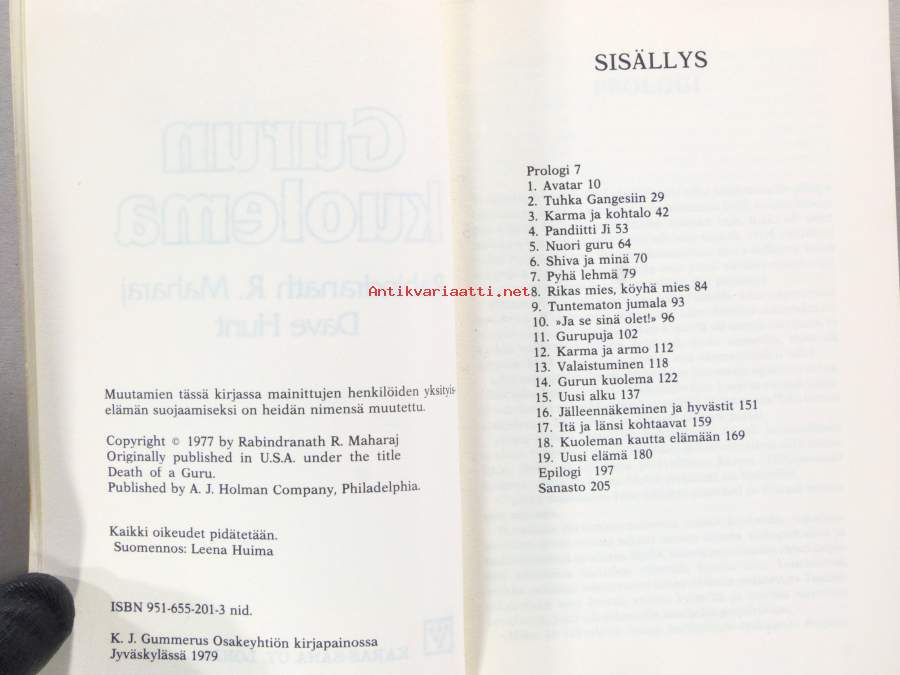 Muutamien tässä kirjassa mainittujen henkilöiden yksityis-
elämän suojaamiseksi on heidän nimensä muutettu.
Copyright © 1977 by Rabindranath R. Maharaj
Originally published in U.S.A. under the title
Death of a Guru.
Published by A. J. Holman Company, Philadelphia.
Kaikki oikeudet pidätetään.
Suomennos: Leena Huima
ISBN 951-655-201-3 nid.
K. J. Gummerus Osakeyhtiön kirjapainossa
Jyväskylässä 1979
Gurun
kuolema
Rabindranath R. Maharaj
Dave Hunt
Antikvariaatti.net
SISÄLLYS
Prologi 7
1. Avatar 10
2. Tuhka Gangesiin 29
3. Karma ja kohtalo 42
4. Pandiitti Ji 53
5. Nuori guru 64
6. Shiva ja minä 70
7. Pyhä lehmä 79
8. Rikas mies, köyhä mies 84
9. Tuntematon jumala 93
10. »Ja se sinä olet!» 96
11. Gurupuja 102
12. Karma ja armo 112
13. Valaistuminen 118
14. Gurun kuolema 122
15. Uusi alku 137
16. Jälleennäkeminen ja hyvästit 151
17. Itä ja länsi kohtaavat 159
18. Kuoleman kautta elämään 169
19. Uusi elämä 180
Epilogi 197
Sanasto 205